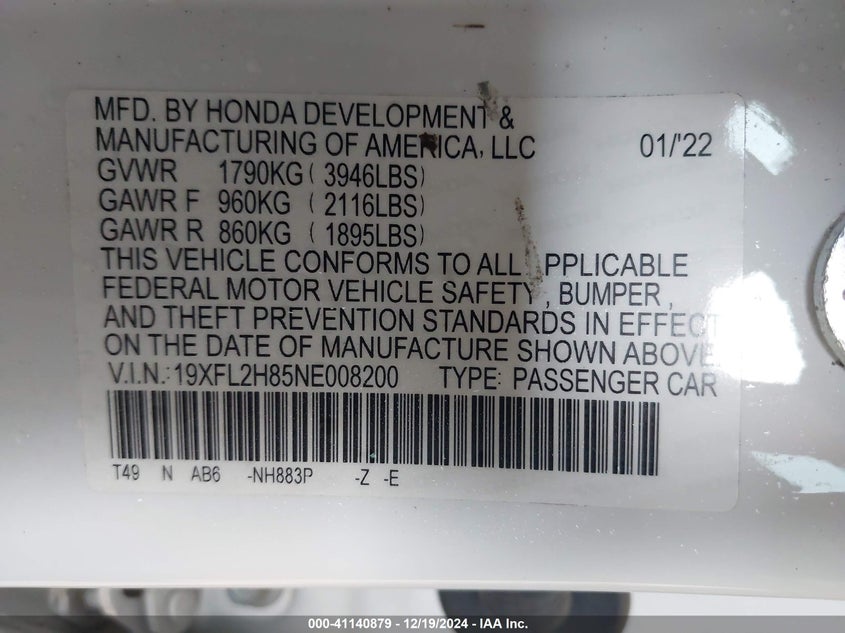 MFD. BY HONDA DEVELOPMENT &
MANUFACTURING OF AMERICA, LLC 01/'22
GVWR 1790KG ( 3946LBS)
GAWR F 960KG ( 2116LBS)
GAWR R 860KG ( 1895LBS)
THIS VEHICLE CONFORMS TO ALL PPLICABLE
FEDERAL MOTOR VEHICLE SAFETY , BUMPER ,
AND THEFT PREVENTION STANDARDS IN EFFECT
ON THE DATE OF MANUFACTURE SHOWN ABOVE
V.I.N.:19XFL2H85NE008200 TYPE: PASSENGER CAR
T49 N AB6 -NH883P -Z -E
000-41140879 – 12/19/2024 – IAA Inc.